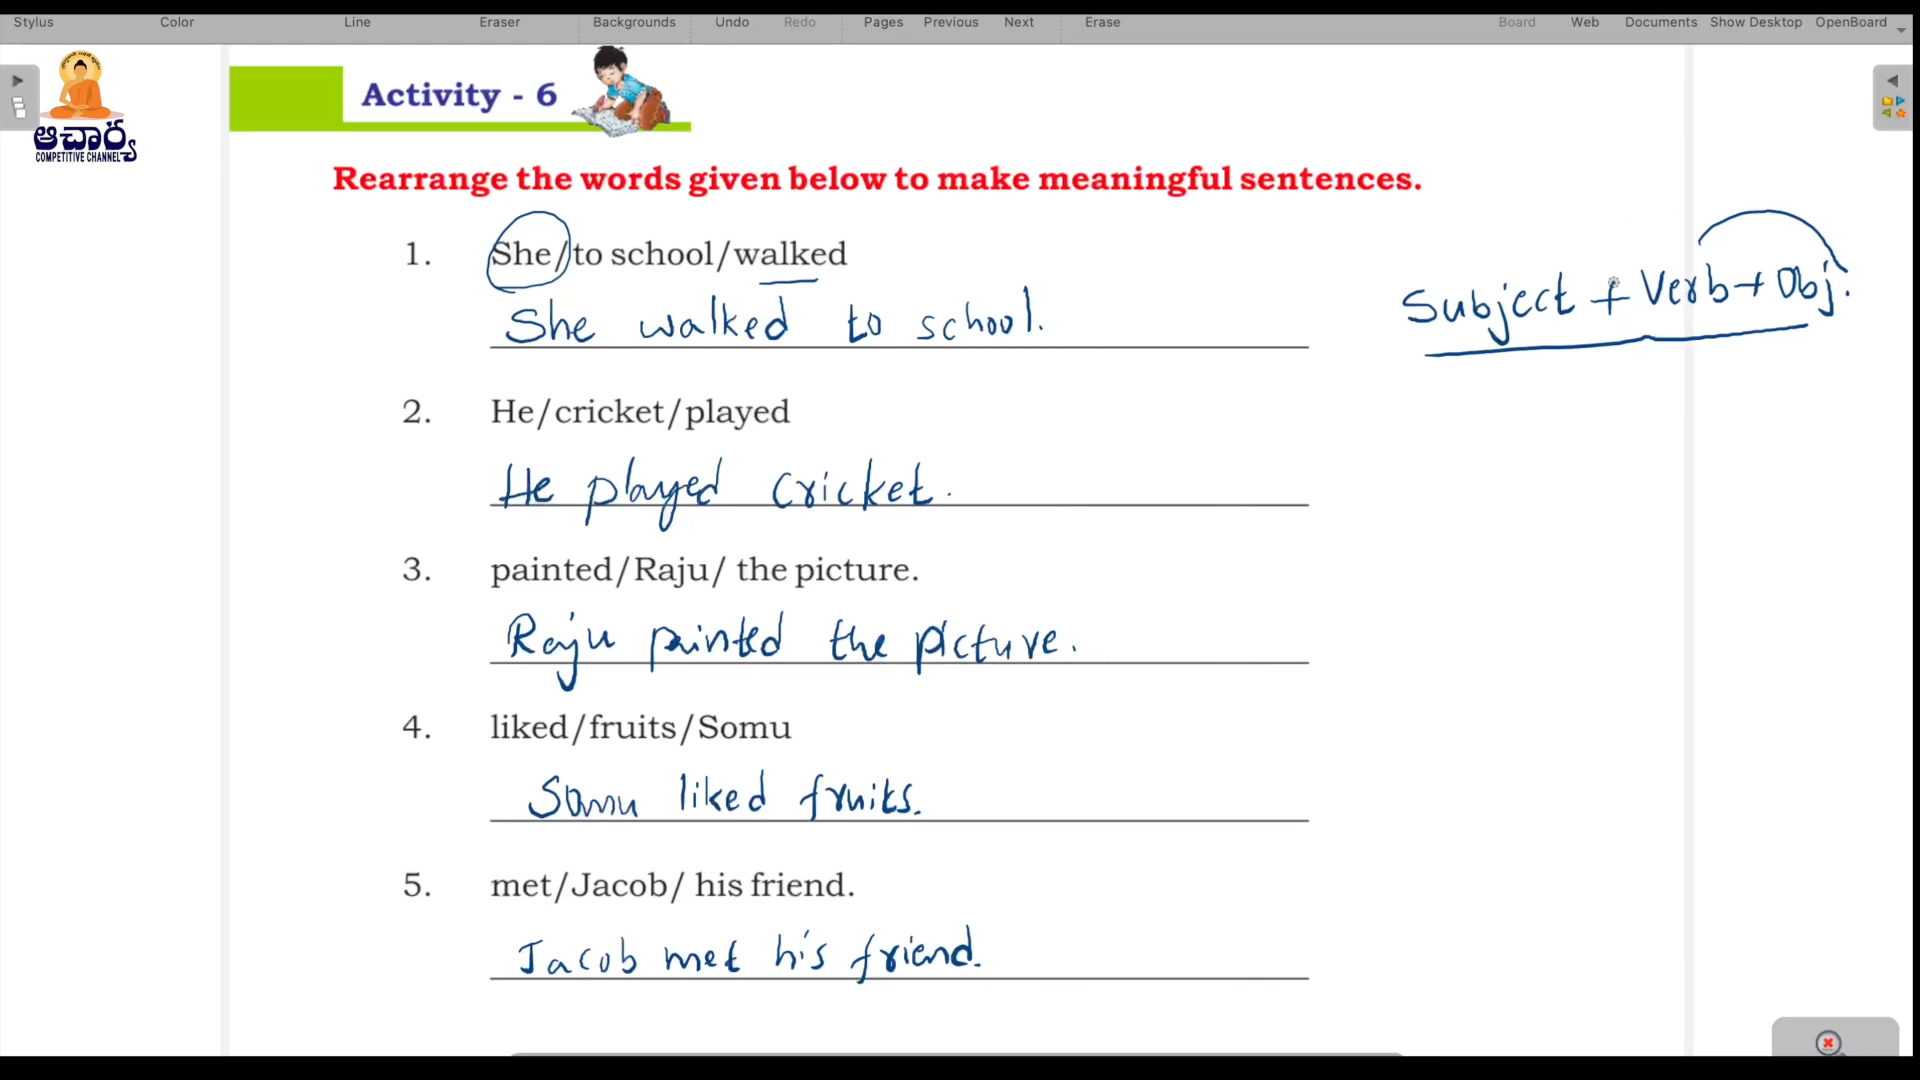 Stylus Color Line Eraser Backgrounds Undo Redo Pages Previous Next Erase Board Web Documents Show Desktop OpenBoard
ಆಚಾರ್ಯ
COMPETITIVE CHANNEL
Activity - 6
Rearrange the words given below to make meaningful sentences.
1. She/to school/walked
Subject + Verb + Obj.
She walked to school.
2. He/cricket/played
He played cricket.
3. painted/Raju/ the picture.
Raju painted the picture.
4. liked/fruits/Somu
Somu liked fruits.
5. met/Jacob/ his friend.
Jacob met his friend.